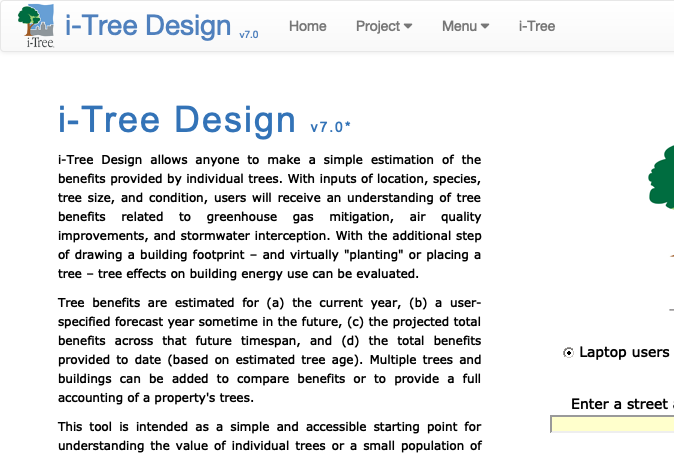 i-Tree
i-Tree Design v7.0 Home Project Menu i-Tree
i-Tree Design v7.0*
i-Tree Design allows anyone to make a simple estimation of the
benefits provided by individual trees. With inputs of location, species,
tree size, and condition, users will receive an understanding of tree
benefits related to greenhouse gas mitigation, air quality
improvements, and stormwater interception. With the additional step
of drawing a building footprint – and virtually "planting" or placing a
tree – tree effects on building energy use can be evaluated.
Tree benefits are estimated for (a) the current year, (b) a user-
specified forecast year sometime in the future, (c) the projected total
benefits across that future timespan, and (d) the total benefits
provided to date (based on estimated tree age). Multiple trees and
buildings can be added to compare benefits or to provide a full
accounting of a property's trees.
This tool is intended as a simple and accessible starting point for
understanding the value of individual trees or a small population of
Laptop users
Enter a street